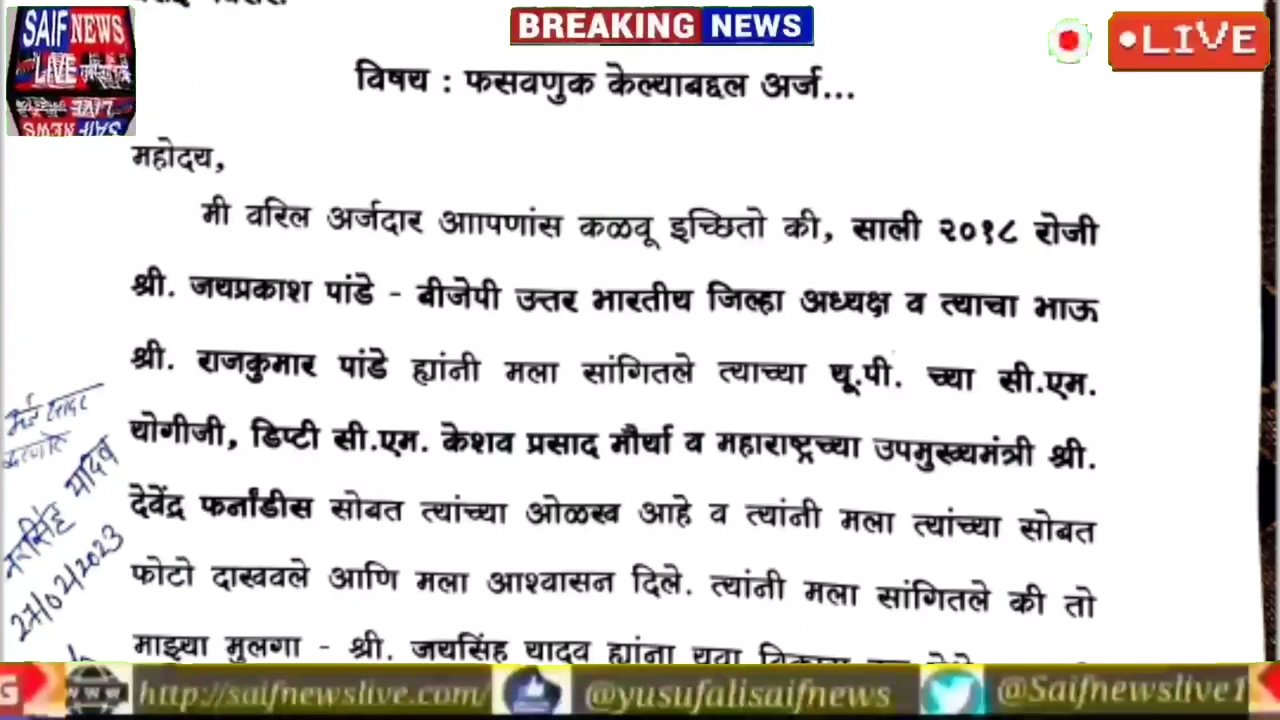 SAIF NEWS
LIVE
BREAKING NEWS
LIVE
विषय : फसवणुक केल्याबद्दल अर्ज...
महोदय,
मी वरिल अर्जदार आापणांस कळवू इच्छितो की, साली २०१८ रोजी
श्री. जयप्रकाश पांडे - बीजेपी उत्तर भारतीय जिल्हा अध्यक्ष व त्याचा भाऊ
श्री. राजकुमार पांडे ह्यांनी मला सांगितले त्याच्या यू.पी. च्या सी.एम.
योगीजी, डिप्टी सी.एम. केशव प्रसाद मौर्या व महाराष्ट्रच्या उपमुख्यमंत्री श्री.
देवेंद्र फर्नांडीस सोबत त्यांच्या ओळख आहे व त्यांनी मला त्यांच्या सोबत
फोटो दाखवले आणि मला आश्वासन दिले. त्यांनी मला सांगितले की तो
माझ्या मुलगा - श्री. जयसिंह यादव ह्यांना युवा विकास
नरसिंह यादव
27/02/2023
G
WWW
http://saifnewslive.com/
@yusufalisaifnews
@Saifnewslive1